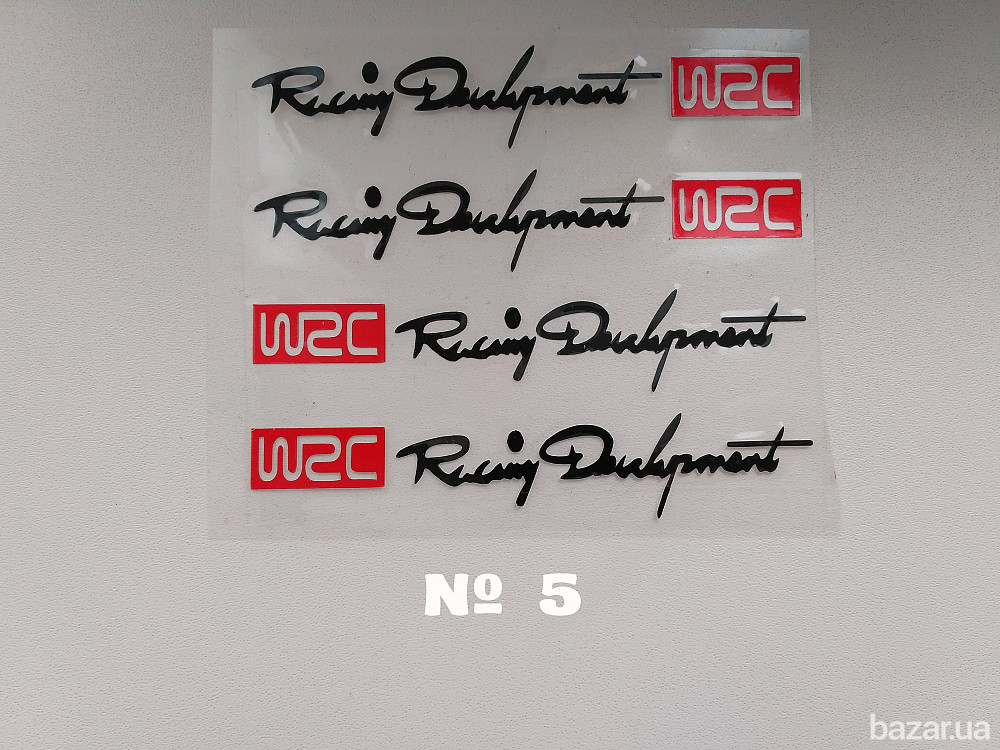 Racing Development WRC
Racing Development WRC
WRC Racing Development
WRC Racing Development
№ 5
bazar.ua